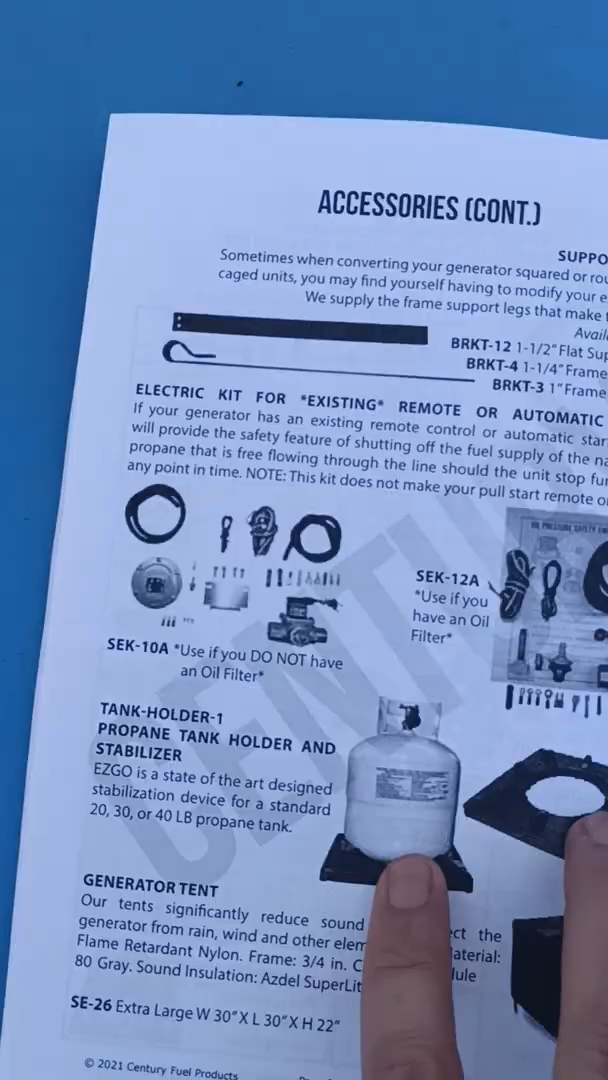 ACCESSORIES (CONT.)
SUPPO
Sometimes when converting your generator squared or rou
caged units, you may find yourself having to modify your e
We supply the frame support legs that make
Avail
BRKT-12 1-1/2" Flat Sup
BRKT-4 1-1/4" Frame
BRKT-3 1" Frame
ELECTRIC KIT FOR *EXISTING* REMOTE OR AUTOMATIC
If your generator has an existing remote control or automatic star
will provide the safety feature of shutting off the fuel supply of the na
propane that is free flowing through the line should the unit stop fun
any point in time. NOTE: This kit does not make your pull start remote o
SEK-10A *Use if you DO NOT have
an Oil Filter*
SEK-12A
*Use if you
have an Oil
Filter*
TANK-HOLDER-1
PROPANE TANK HOLDER AND
STABILIZER
EZGO is a state of the art designed
stabilization device for a standard
20, 30, or 40 LB propane tank.
GENERATOR TENT
Our tents significantly reduce sound ct the
generator from rain, wind and other elem aterial:
Flame Retardant Nylon. Frame: 3/4 in. C dule
80 Gray. Sound Insulation: Azdel SuperLit
SE-26 Extra Large W 30" X L 30" X H 22"
© 2021 Century Fuel Products
CENTU